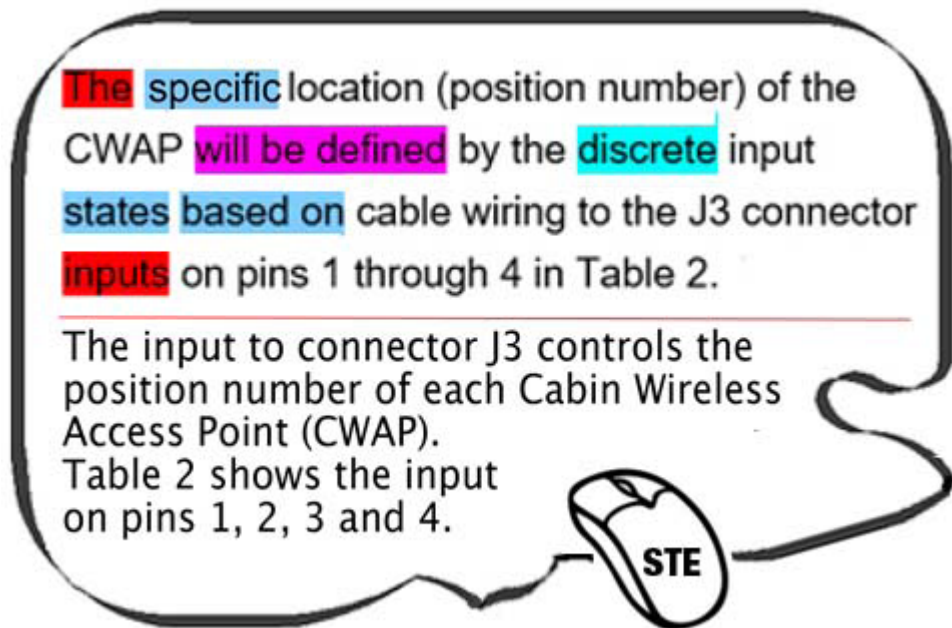 The specific location (position number) of the
CWAP will be defined by the discrete input
states based on cable wiring to the J3 connector
inputs on pins 1 through 4 in Table 2.
The input to connector J3 controls the
position number of each Cabin Wireless
Access Point (CWAP).
Table 2 shows the input
on pins 1, 2, 3 and 4.
STE